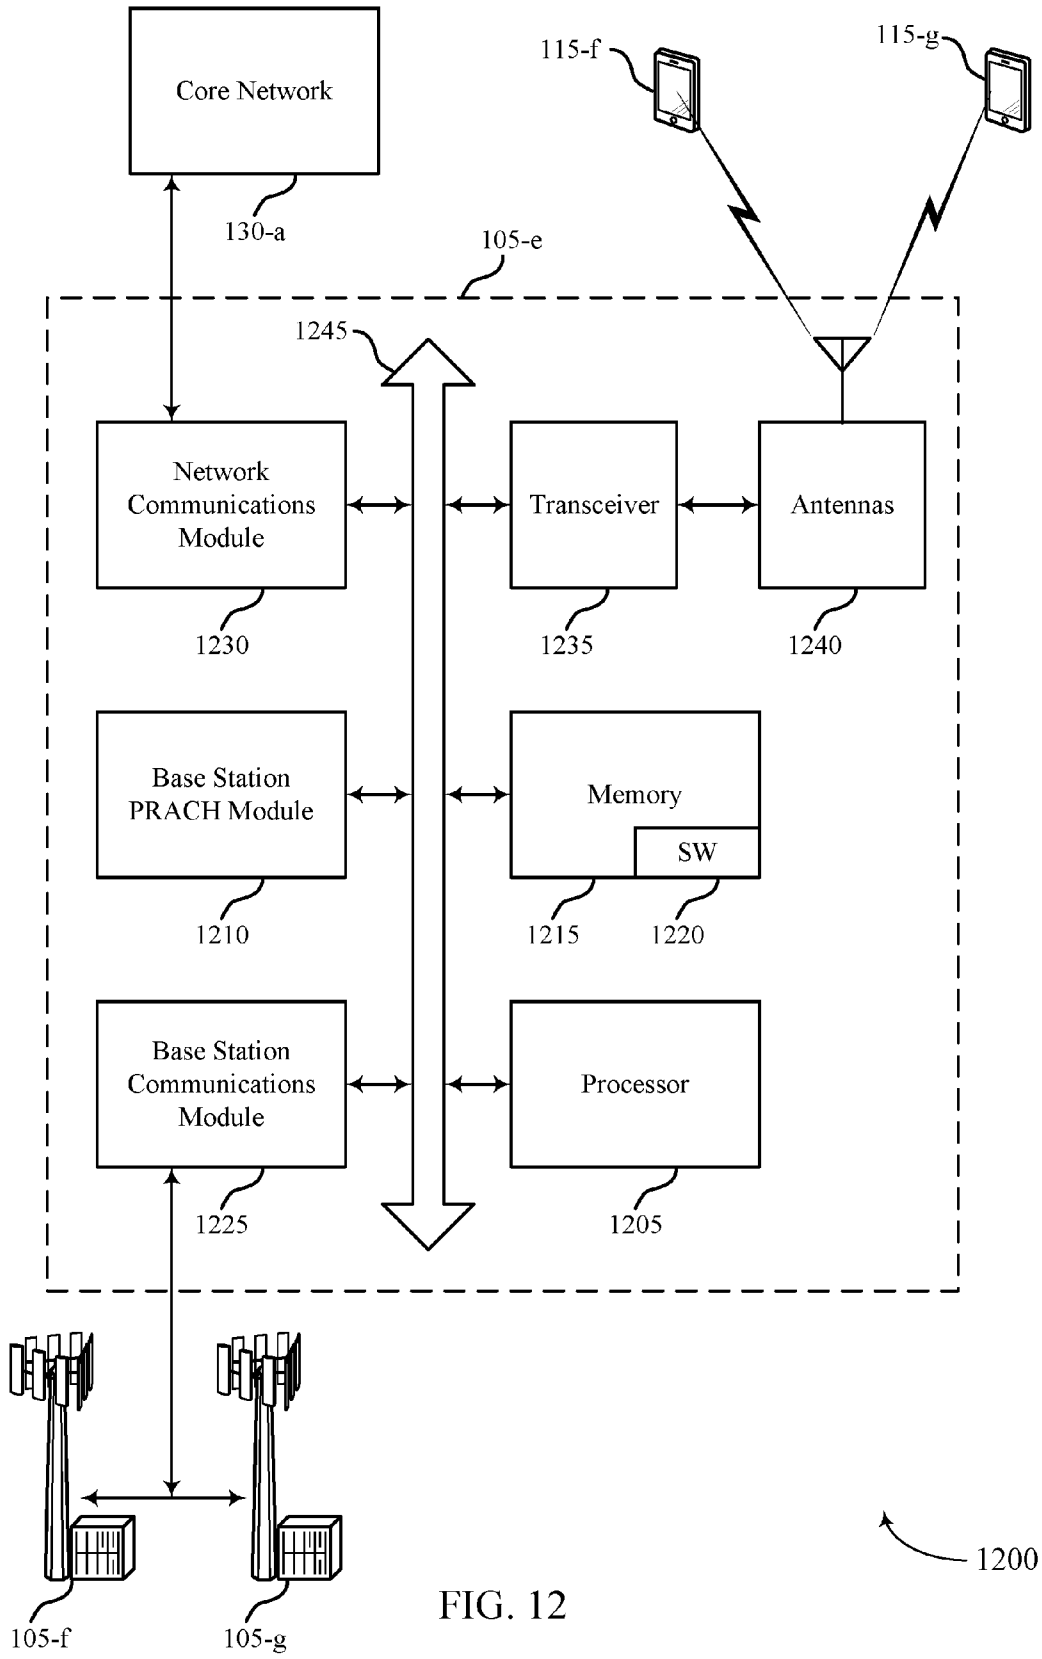 115-f
115-g
Core Network
130-a
105-e
1245
Network
Communications
Module
Transceiver
Antennas
1230
1235
1240
Base Station
PRACH Module
Memory
SW
1210
1215
1220
Base Station
Communications
Module
Processor
1225
1205
105-f
105-g
FIG. 12
1200